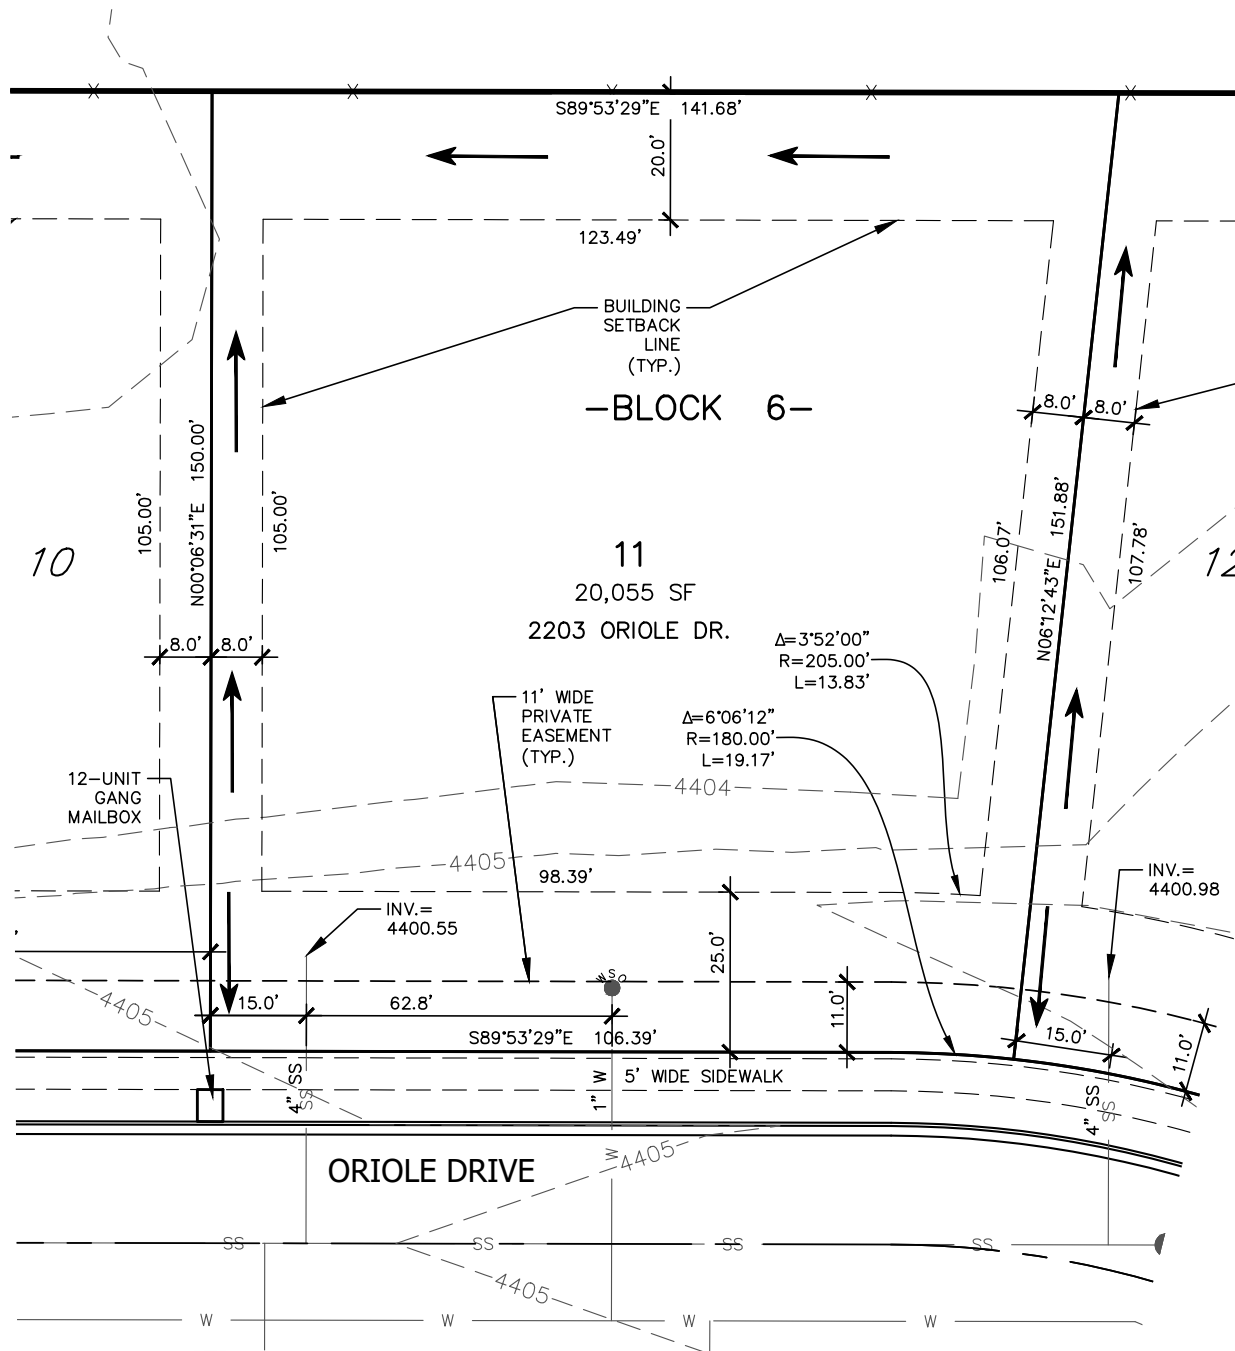 S89°53'29"E 141.68'
20.0'
123.49'
BUILDING
SETBACK
LINE
(TYP.)
-BLOCK 6-
8.0' 8.0'
N00°06'31"E 150.00'
105.00'
105.00'
N06°12'43"E 151.88'
106.07'
107.78'
10
11
12
20,055 SF
2203 ORIOLE DR.
8.0' 8.0'
Δ=3°52'00"
R=205.00'
L=13.83'
11' WIDE
PRIVATE
EASEMENT
(TYP.)
Δ=6°06'12"
R=180.00'
L=19.17'
12-UNIT
GANG
MAILBOX
4404
4405
98.39'
INV.=
4400.98
INV.=
4400.55
25.0'
WSO
4405
15.0' 62.8'
11.0'
S89°53'29"E 106.39'
15.0'
11.0'
5' WIDE SIDEWALK
4" SS
SS
1" W
4" SS
SS
W
4405
ORIOLE DRIVE
SS SS SS SS
4405
W W W W